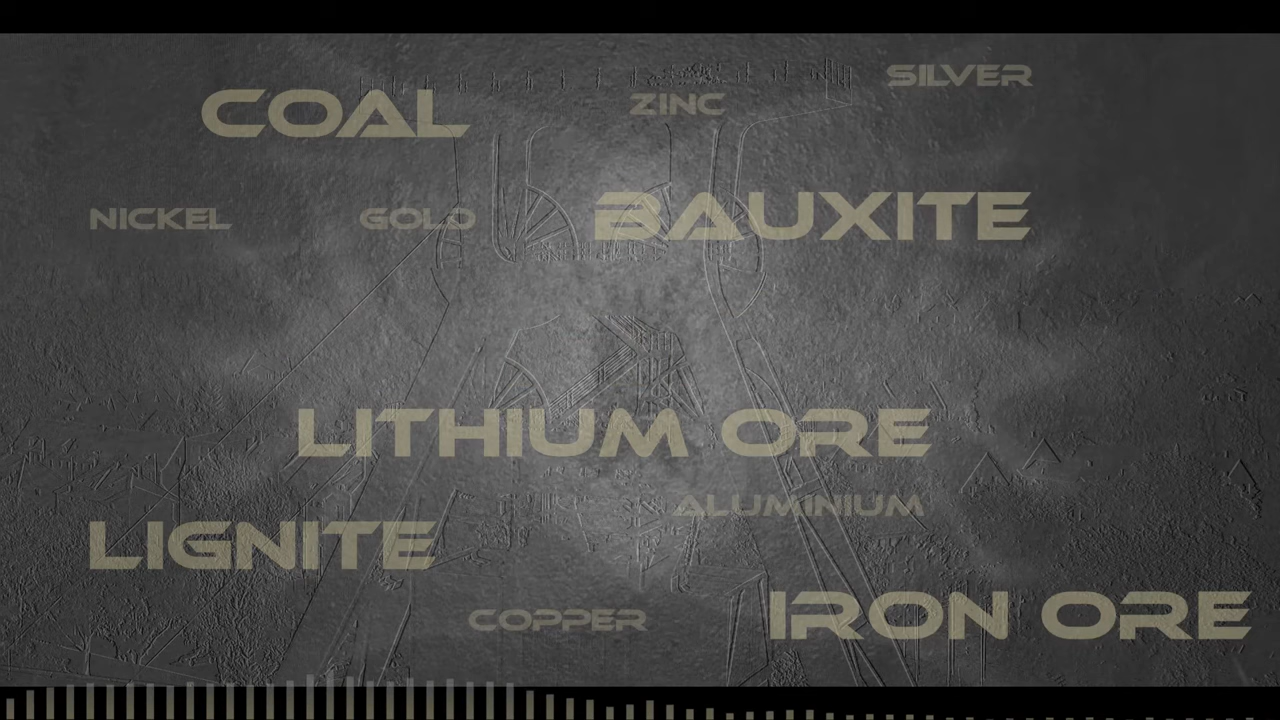 SILVER
COAL
ZINC
NICKEL
GOLD
BAUXITE
LITHIUM ORE
ALUMINIUM
LIGNITE
COPPER
IRON ORE